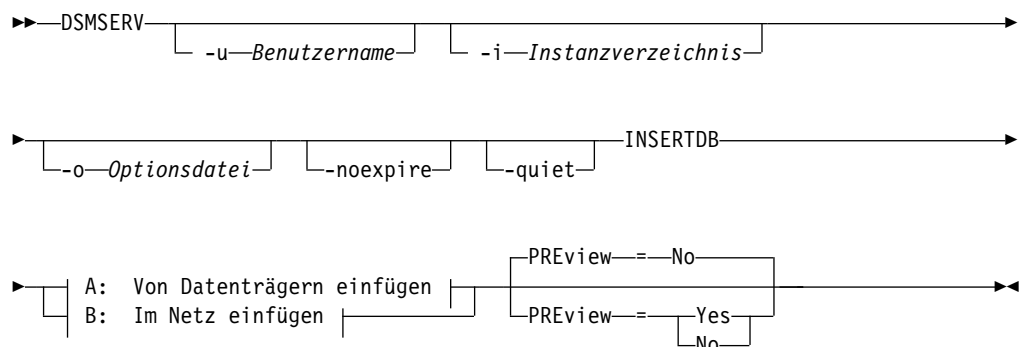 DSMSERV
-u Benutzername -i Instanzverzeichnis
INSERTDB
-o Optionsdatei -noexpire -quiet
PREview = No
A: Von Datenträgern einfügen
B: Im Netz einfügen PREview = Yes
No